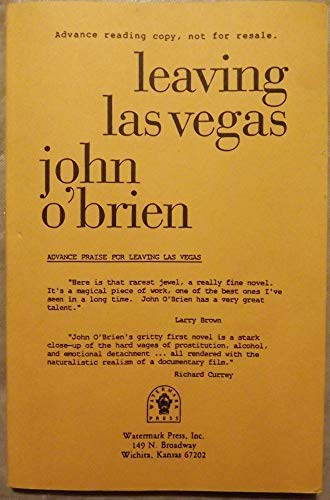 Advance reading copy, not for resale.
leaving
las vegas
john
o'brien
ADVANCE PRAISE FOR LEAVING LAS VEGAS
"Here is that rarest jewel, a really fine novel.
It's a magical piece of work, one of the best ones I've
seen in a long time. John O'Brien has a very great
talent."
Larry Brown
"John O'Brien's gritty first novel is a stark
close-up of the hard wages of prostitution, alcohol,
and emotional detachment ... all rendered with the
naturalistic realism of a documentary film."
Richard Currey
WATERMARK
PRESS
Watermark Press, Inc.
149 N. Broadway
Wichita, Kansas 67202